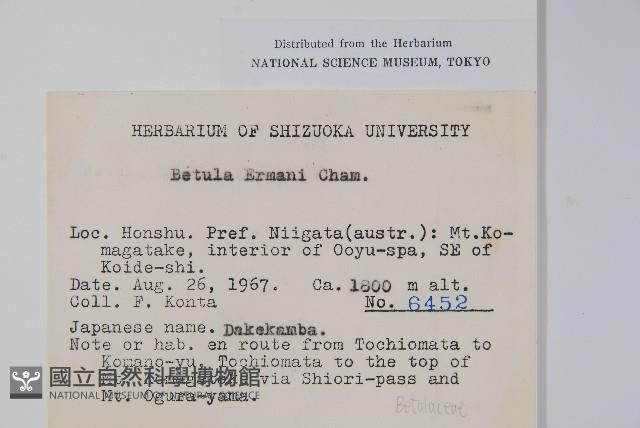 Distributed from the Herbarium
NATIONAL SCIENCE MUSEUM, TOKYO
HERBARIUM OF SHIZUOKA UNIVERSITY
Betula Ermani Cham.
Loc. Honshu. Pref. Niigata(austr.): Mt.Ko-
magatake, interior of Ooyu-spa, SE of
Koide-shi.
Date. Aug. 26, 1967. Ca. 1800 m alt.
Coll. F. Konta No. 6452
Japanese name. Dakekamba.
Note or hab. en route from Tochiomata to
Komano-yu, Tochiomata to the top of
via Shiori-pass and
Mt. Ogura-yama.
Betulaceae
國立自然科學博物館
NATIONAL MUSEUM OF NATURAL SCIENCE